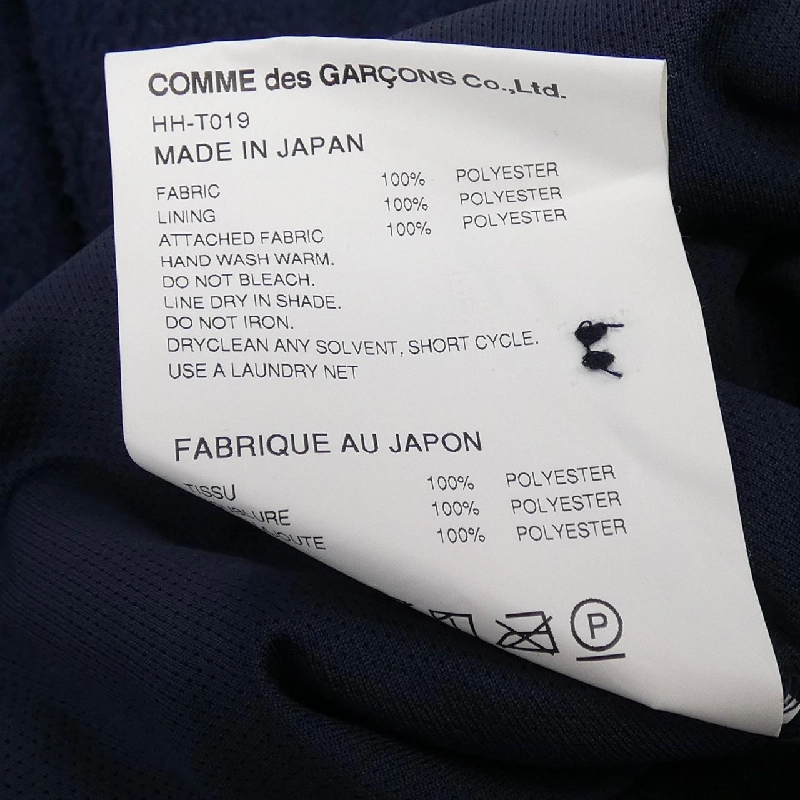 COMME des GARÇONS Co.,Ltd.
HH-T019
MADE IN JAPAN
FABRIC 100% POLYESTER
LINING 100% POLYESTER
ATTACHED FABRIC 100% POLYESTER
HAND WASH WARM.
DO NOT BLEACH.
LINE DRY IN SHADE.
DO NOT IRON.
DRYCLEAN ANY SOLVENT, SHORT CYCLE.
USE A LAUNDRY NET
FABRIQUE AU JAPON
TISSU 100% POLYESTER
100% POLYESTER
100% POLYESTER
P